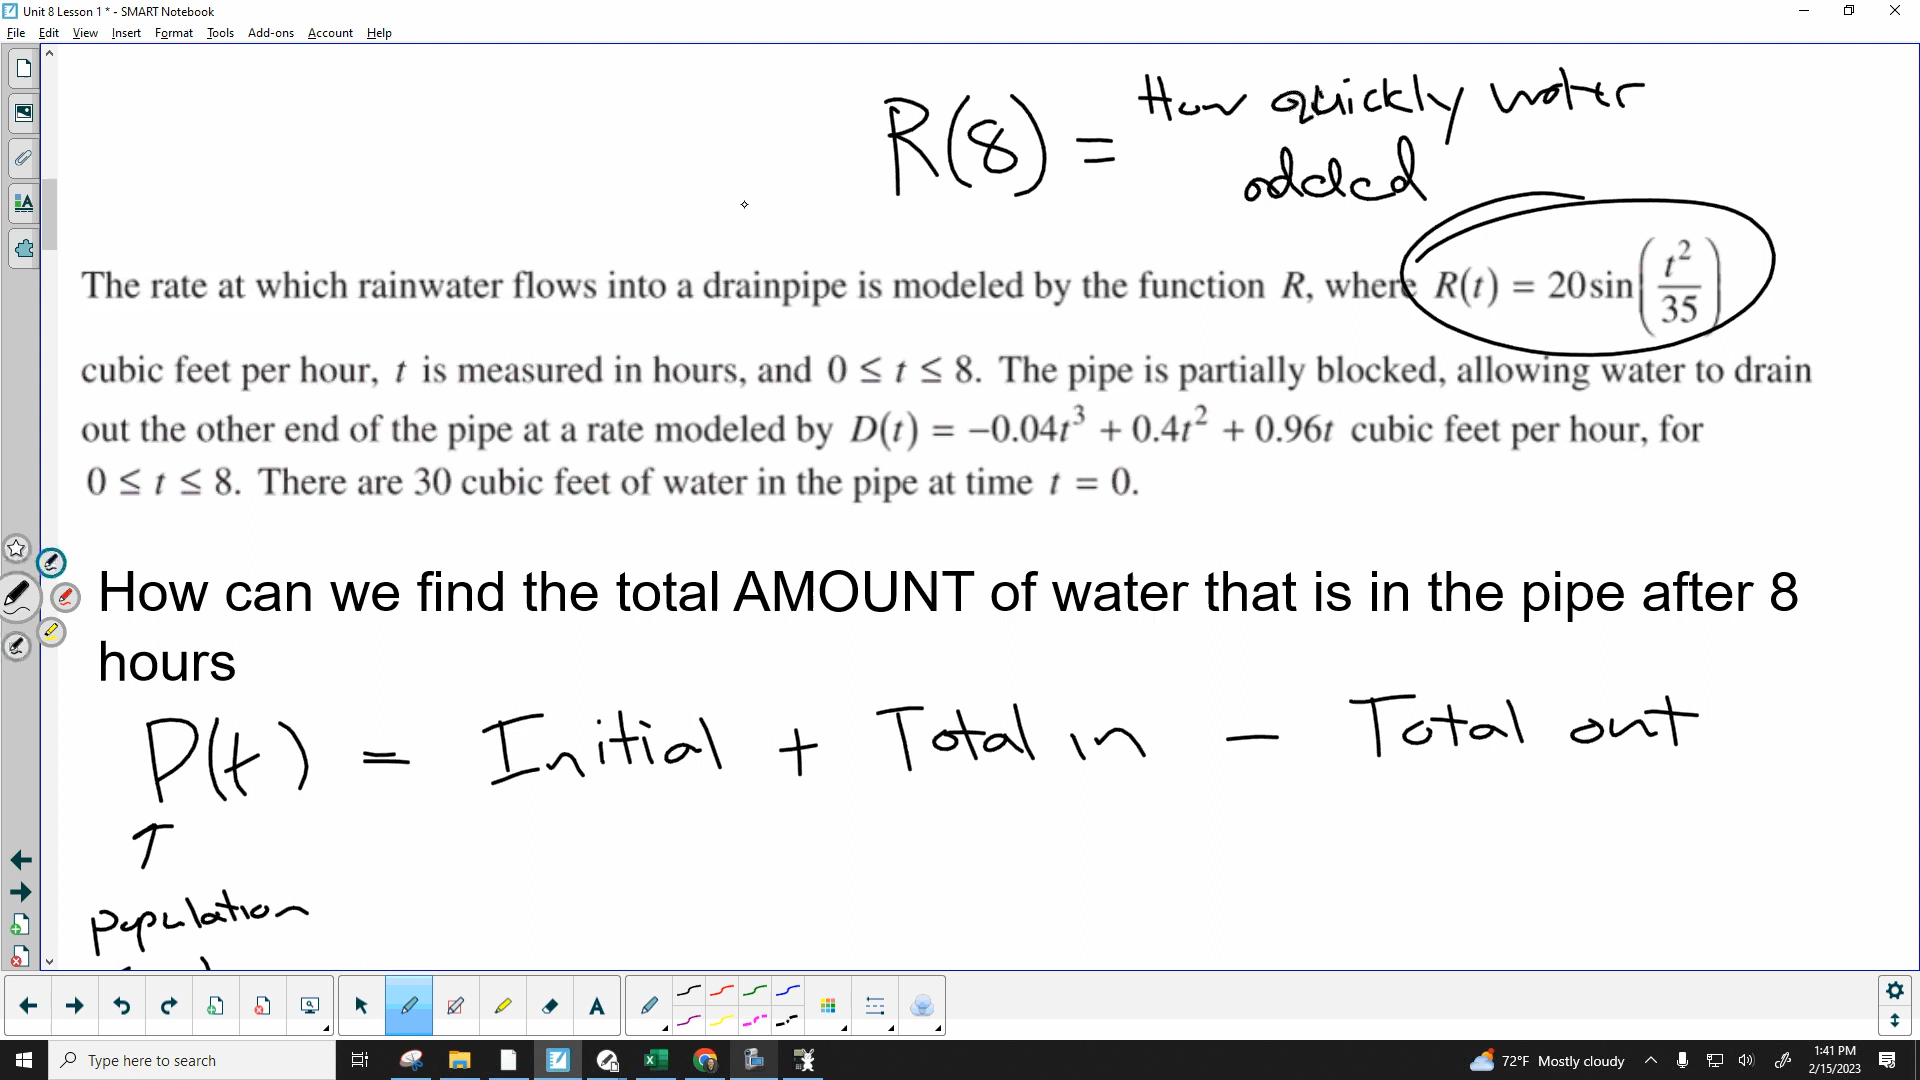 Unit 8 Lesson 1 * - SMART Notebook
File Edit View Insert Format Tools Add-ons Account Help
R(8) = How quickly water
added
The rate at which rainwater flows into a drainpipe is modeled by the function R, where R(t) = 20 sin(t²/35)
cubic feet per hour, t is measured in hours, and 0 ≤ t ≤ 8. The pipe is partially blocked, allowing water to drain
out the other end of the pipe at a rate modeled by D(t) = −0.04t³ + 0.4t² + 0.96t cubic feet per hour, for
0 ≤ t ≤ 8. There are 30 cubic feet of water in the pipe at time t = 0.
How can we find the total AMOUNT of water that is in the pipe after 8
hours
P(t) = Initial + Total in − Total out
↑
population
Type here to search
72°F Mostly cloudy
1:41 PM
2/15/2023